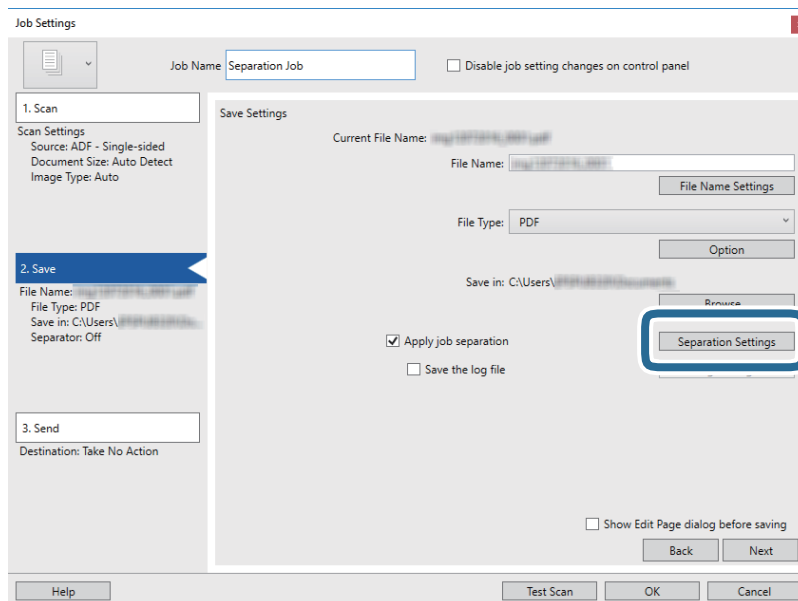 Job Settings
Job Name Separation Job Disable job setting changes on control panel
1. Scan
Scan Settings
Source: ADF - Single-sided
Document Size: Auto Detect
Image Type: Auto
2. Save
File Name:
File Type: PDF
Save in: C:\Users\
Separator: Off
3. Send
Destination: Take No Action
Save Settings
Current File Name:
File Name:
File Name Settings
File Type: PDF
Option
Save in: C:\Users\
Browse
Apply job separation
Separation Settings
Save the log file
Show Edit Page dialog before saving
Back Next
Help Test Scan OK Cancel